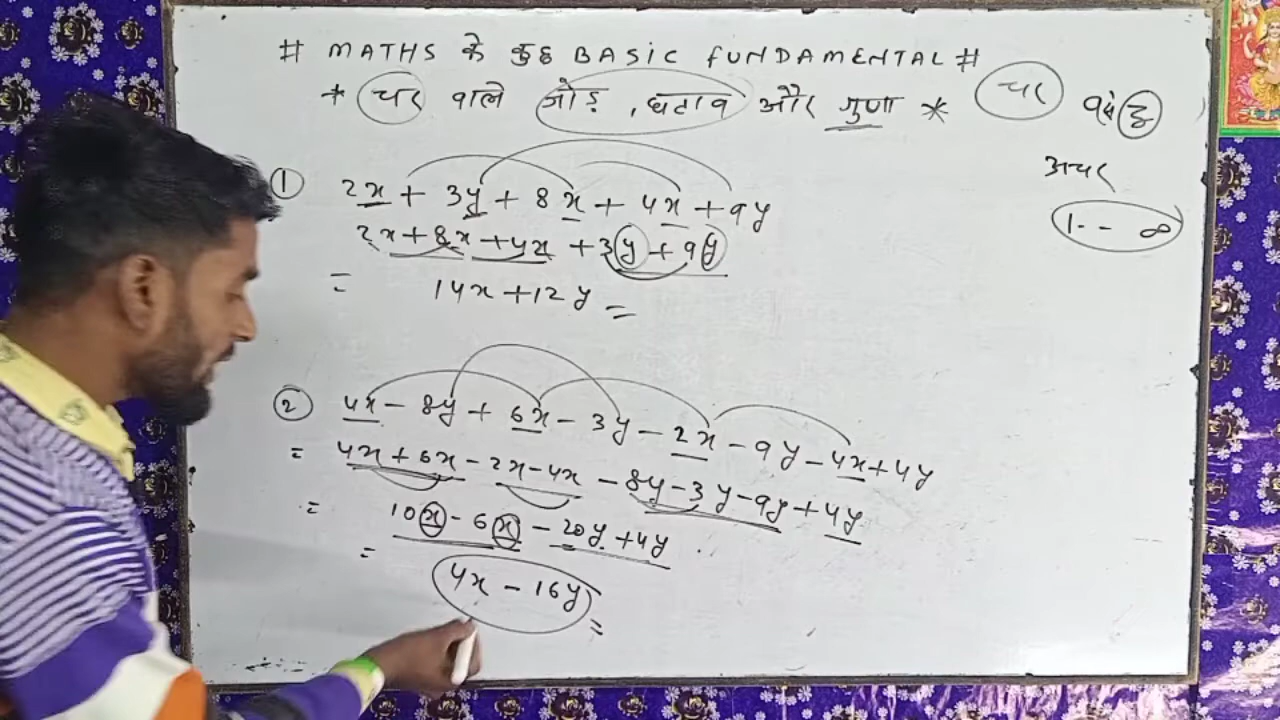 # MATHS के कुछ BASIC FUNDAMENTAL #
* चर वाले जोड़, घटाव और गुणा * चर
अचर
1 -- ∞
① 2x + 3y + 8x + 4x + 9y
2x + 8x + 4x + 3y + 9y
= 14x + 12y =
② 4x - 8y + 6x - 3y - 2x - 9y - 4x + 4y
= 4x + 6x - 2x - 4x - 8y - 3y - 9y + 4y
= 10x - 6x - 20y + 4y
= 4x - 16y =